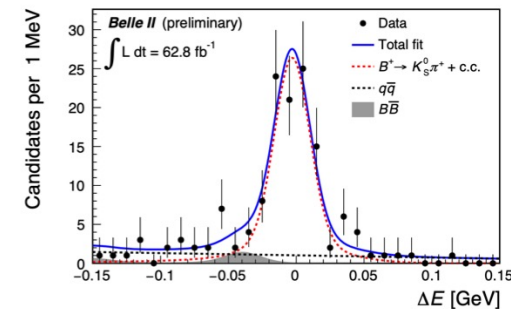 Candidates per 1 MeV
30
25
20
15
10
5
0
Belle II (preliminary)
∫ L dt = 62.8 fb⁻¹
Data
Total fit
B⁺→ K⁰_S π⁺ + c.c.
qq̅
BB̅
−0.15 −0.1 −0.05 0 0.05 0.1 0.15
ΔE [GeV]